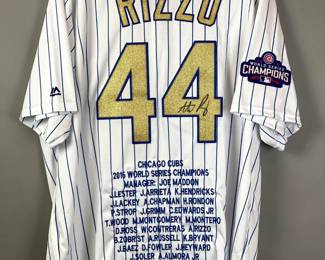 RIZZO
44
WORLD SERIES
CHAMPIONS
CHICAGO CUBS
2016 WORLD SERIES CHAMPIONS
MANAGER: JOE MADDON
J.LESTER J.ARRIETA K.HENDRICKS
J.LACKEY A.CHAPMAN H.RONDON
P.STROP J.GRIMM C.EDWARDS JR
T.WOOD M.MONTGOMERY M.MONTERO
D.ROSS W.CONTRERAS A.RIZZO
B.ZOBRIST A.RUSSELL K.BRYANT
J.BAEZ D.FOWLER J.HEYWARD
J.SOLER A.ALMORA JR